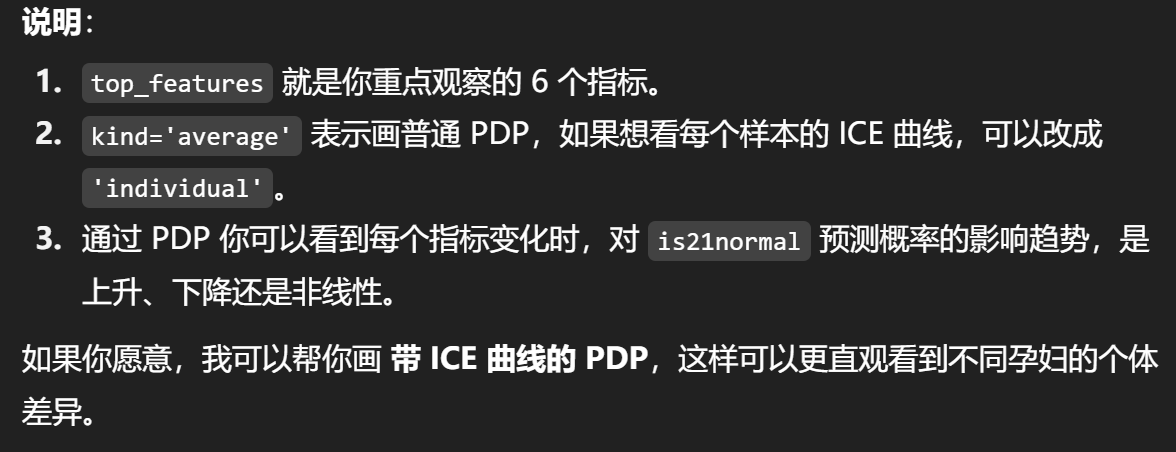 说明：
1. top_features 就是你重点观察的 6 个指标。
2. kind='average' 表示画普通 PDP，如果想看每个样本的 ICE 曲线，可以改成
'individual' 。
3. 通过 PDP 你可以看到每个指标变化时，对 is21normal 预测概率的影响趋势，是
上升、下降还是非线性。
如果你愿意，我可以帮你画 带 ICE 曲线的 PDP，这样可以更直观看到不同孕妇的个体
差异。